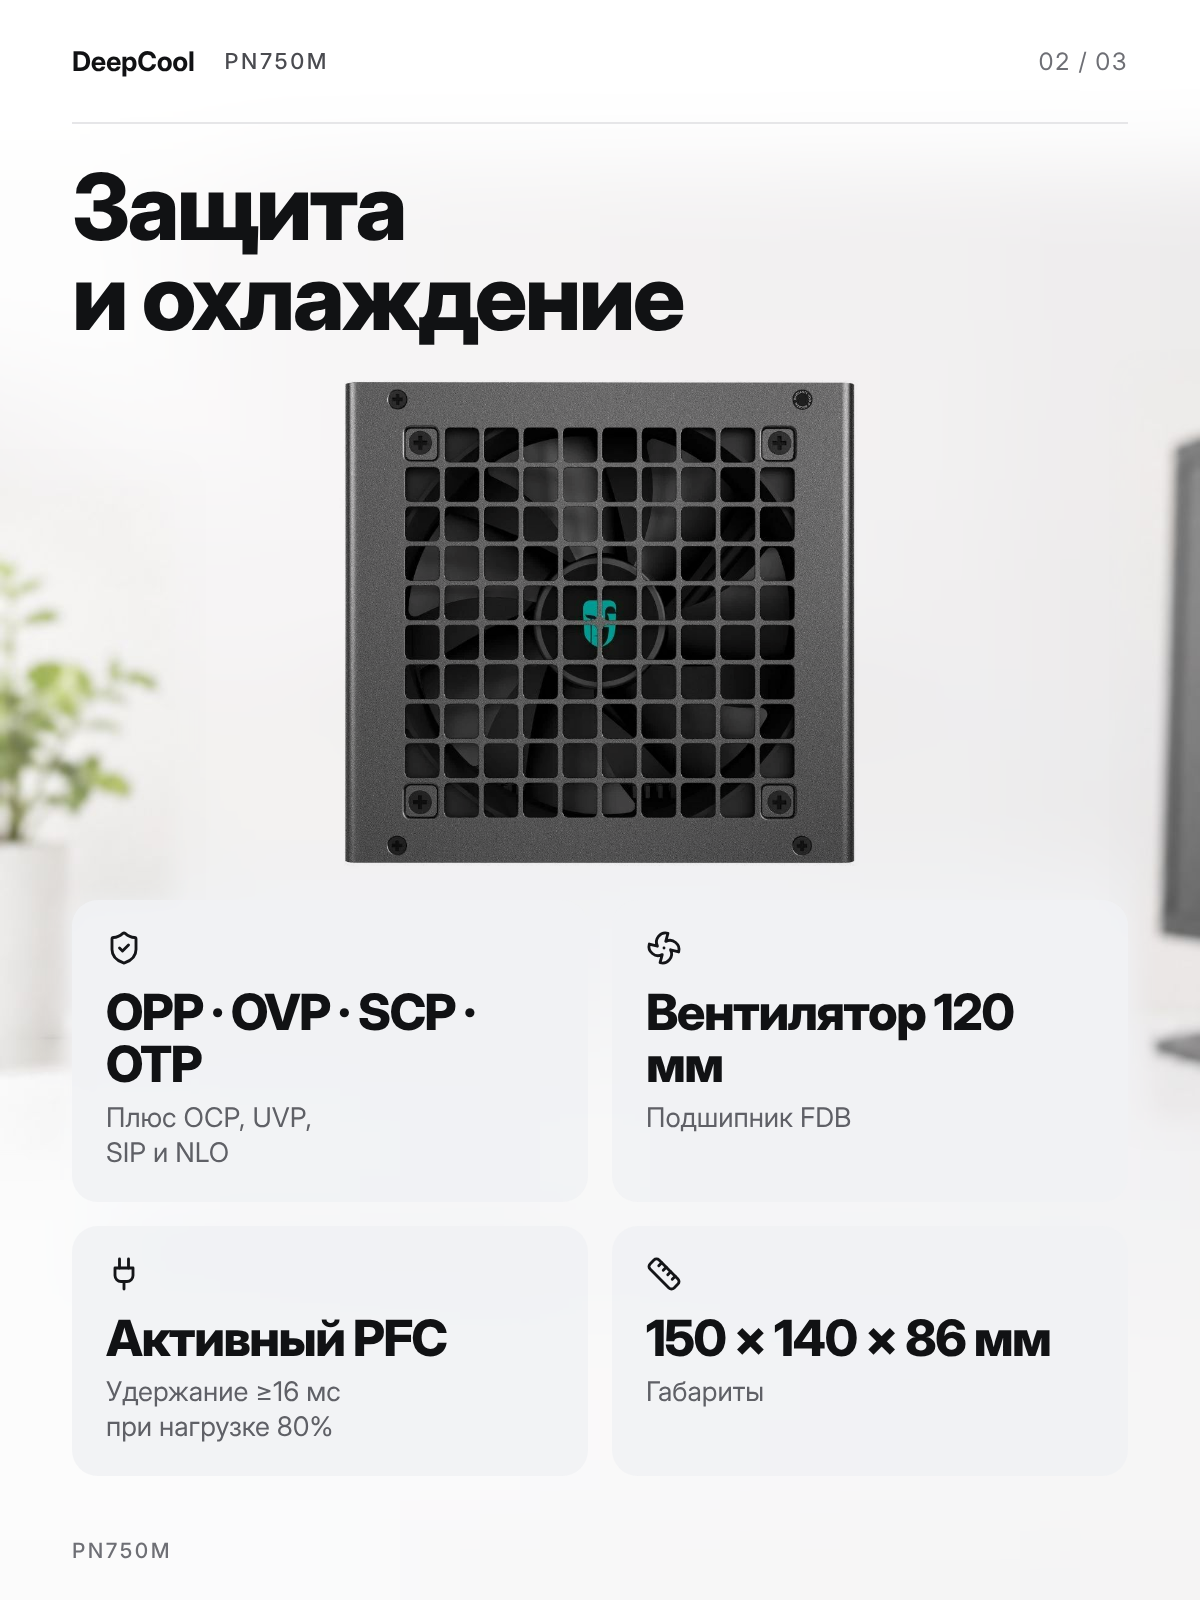 DeepCool PN750M 02 / 03
Защита
и охлаждение
OPP · OVP · SCP ·
OTP
Плюс OCP, UVP,
SIP и NLO
Вентилятор 120
мм
Подшипник FDB
Активный PFC
Удержание ≥16 мс
при нагрузке 80%
150 × 140 × 86 мм
Габариты
PN750M